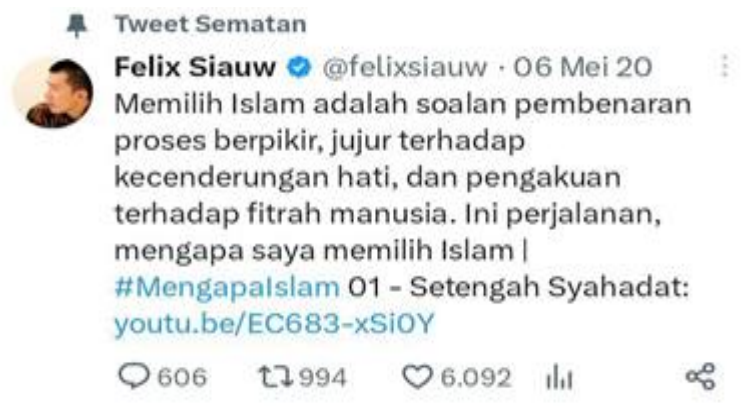 Tweet Sematan
Felix Siauw @felixsiauw · 06 Mei 20
Memilih Islam adalah soalan pembenaran
proses berpikir, jujur terhadap
kecenderungan hati, dan pengakuan
terhadap fitrah manusia. Ini perjalanan,
mengapa saya memilih Islam |
#MengapaIslam 01 - Setengah Syahadat:
youtu.be/EC683-xSi0Y
606 994 6.092